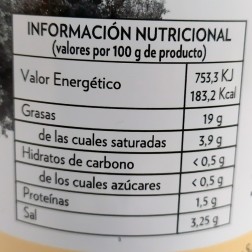 INFORMACIÓN NUTRICIONAL
(valores por 100 g de producto)
Valor Energético 753,3 KJ
183,2 Kcal
Grasas 19 g
de las cuales saturadas 3,9 g
Hidratos de carbono < 0,5 g
de los cuales azúcares < 0,5 g
Proteínas 1,5 g
Sal 3,25 g